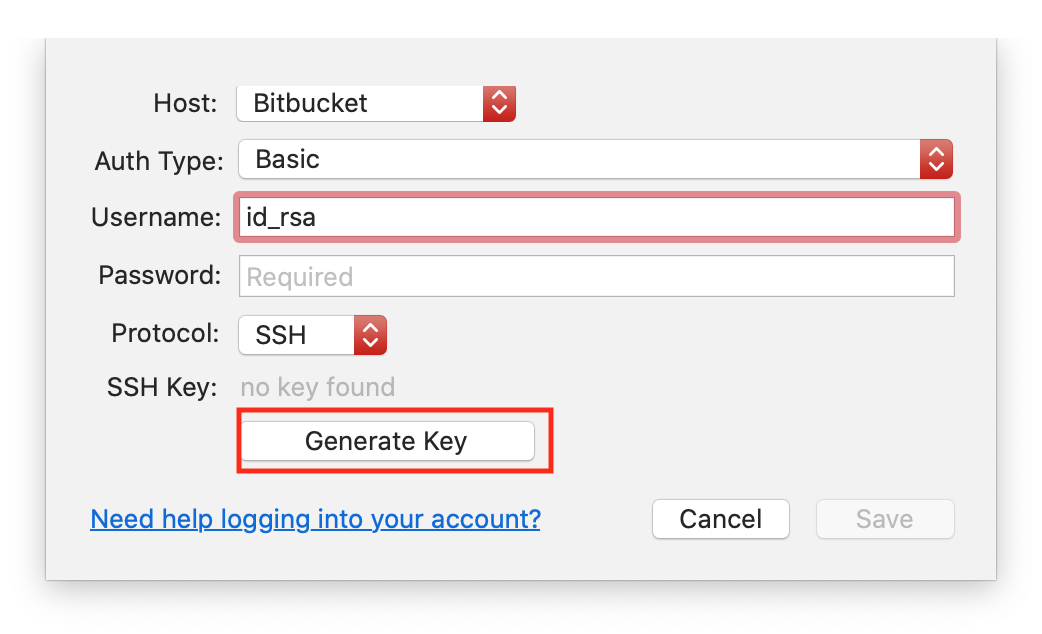 Host: Bitbucket
Auth Type: Basic
Username: id_rsa
Password: Required
Protocol: SSH
SSH Key: no key found
Generate Key
Need help logging into your account? Cancel Save